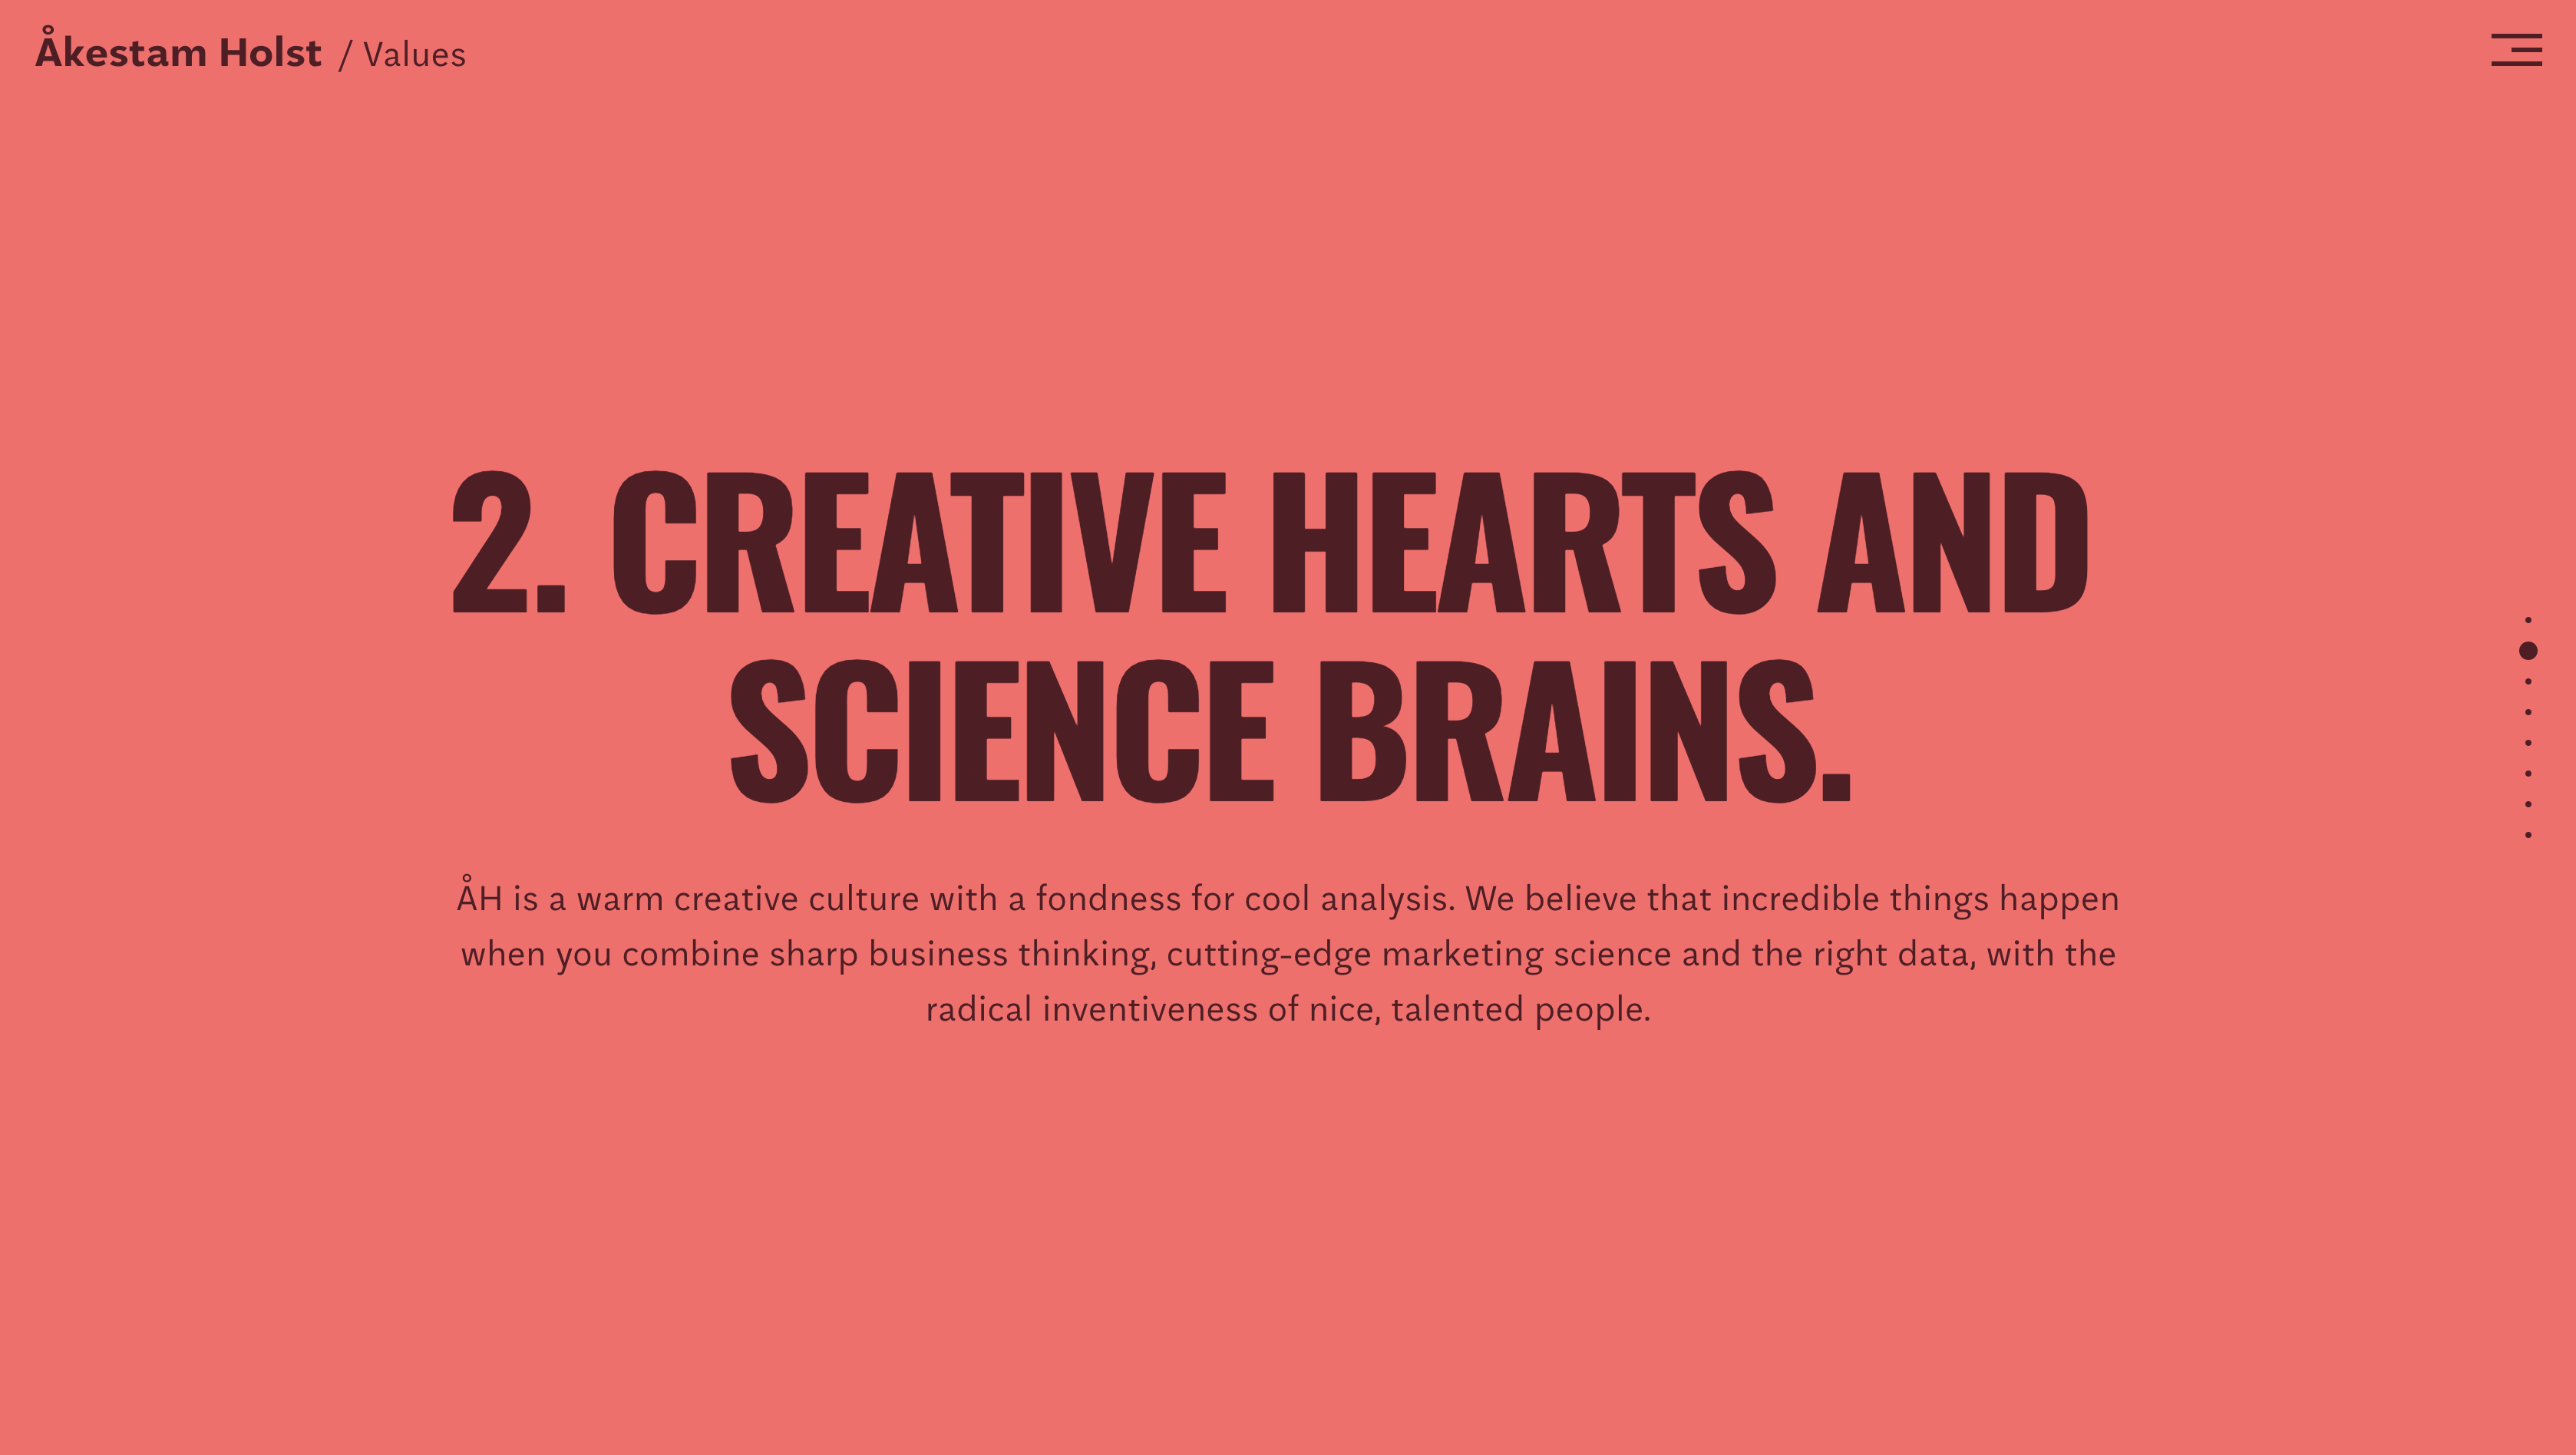 Åkestam Holst / Values
2. CREATIVE HEARTS AND
SCIENCE BRAINS.
ÅH is a warm creative culture with a fondness for cool analysis. We believe that incredible things happen
when you combine sharp business thinking, cutting-edge marketing science and the right data, with the
radical inventiveness of nice, talented people.